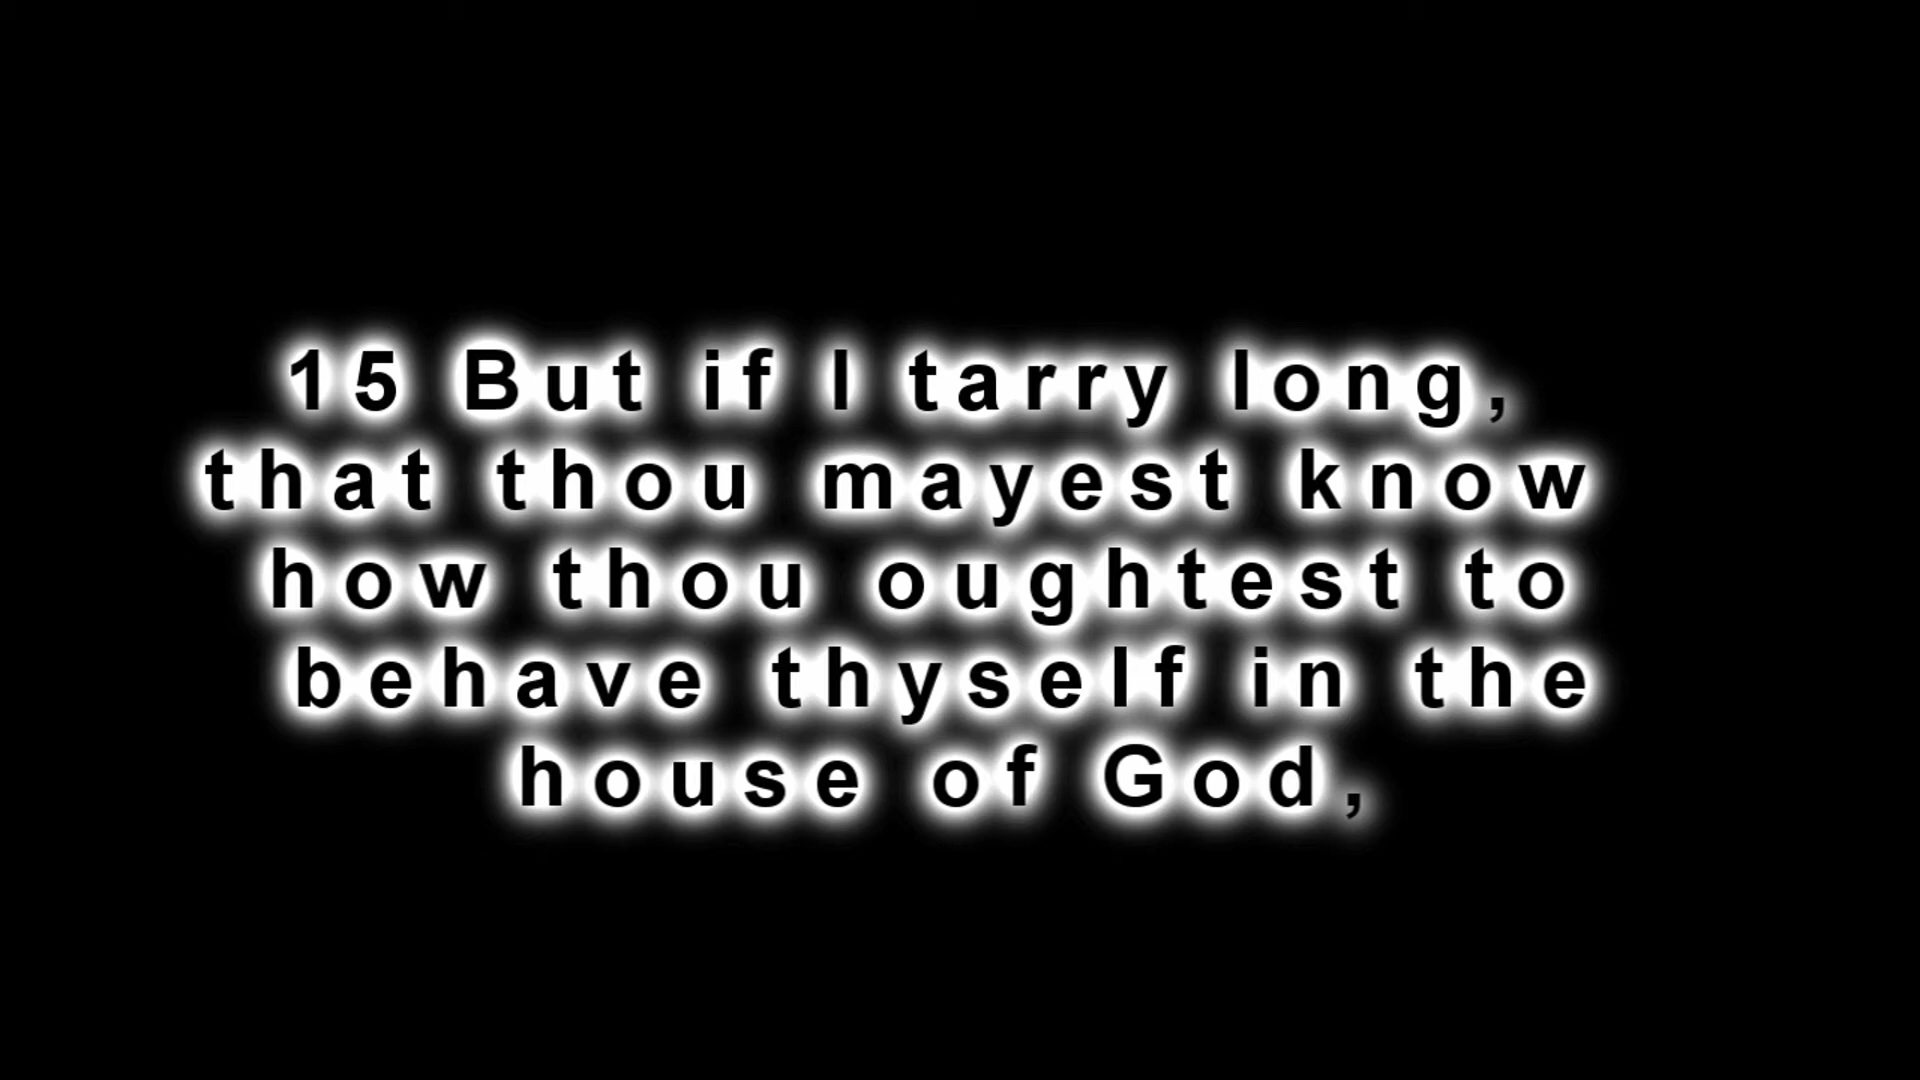 15 But if I tarry long,
that thou mayest know
how thou oughtest to
behave thyself in the
house of God,